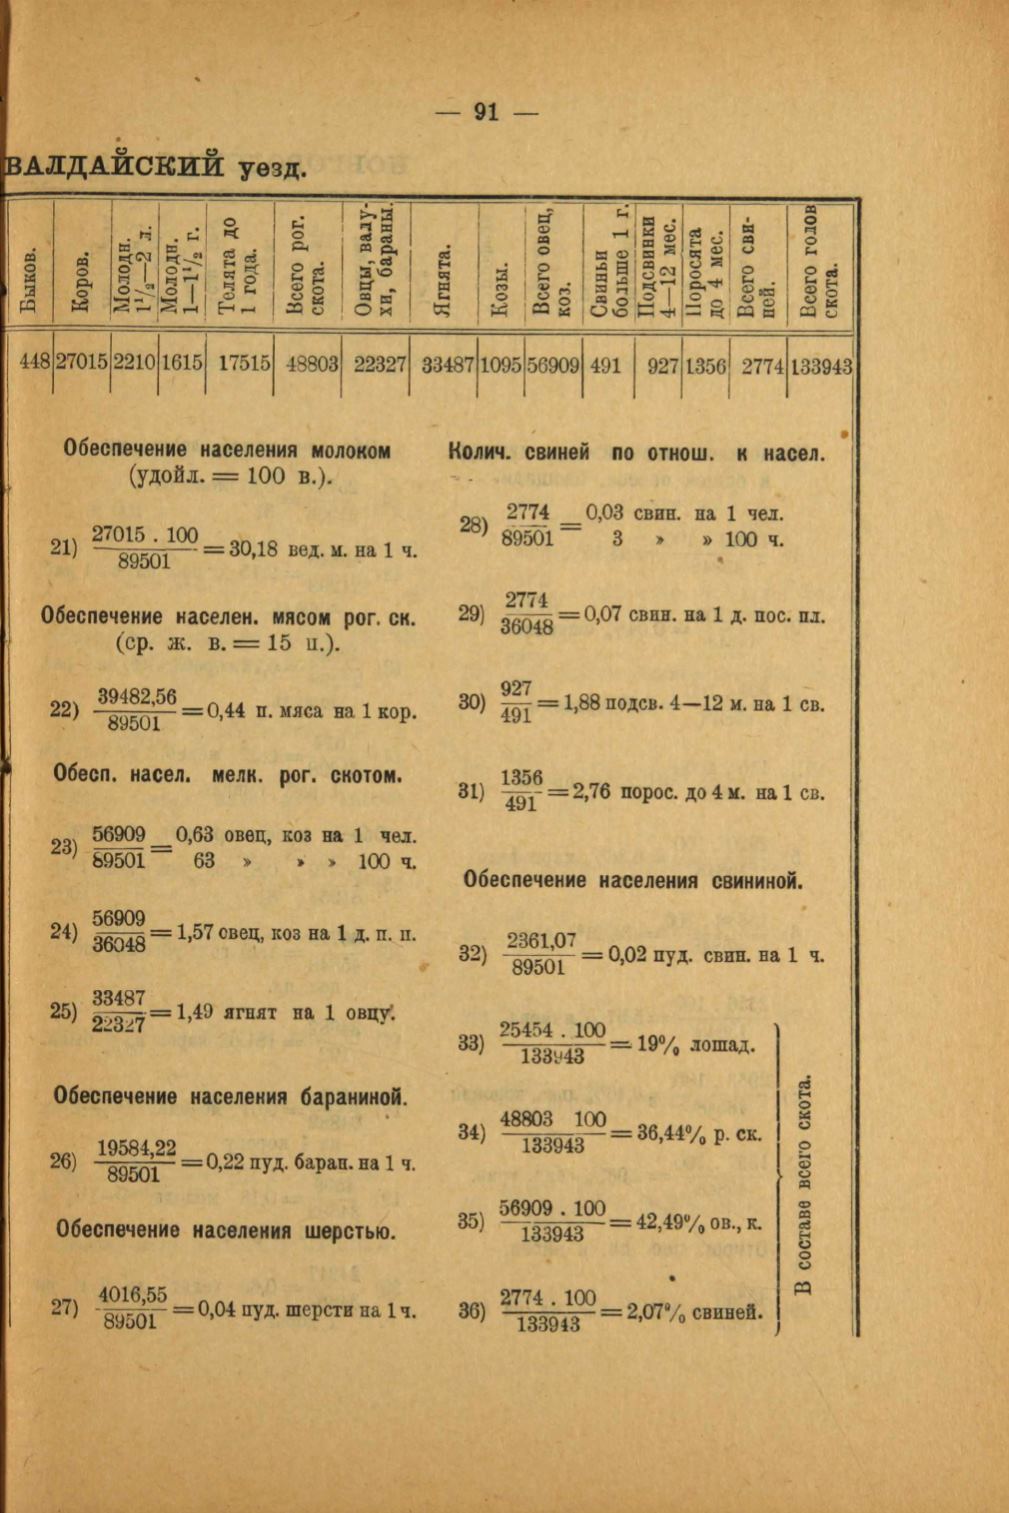 — 91 —
ВАЛДАЙСКИЙ уезд.
Быков.
Коров.
Молодн. 1¹/₂—2 л.
Молодн. 1—1¹/₂ г.
Телята до 1 года.
Всего рог. скота.
Овцы, валу-хи, бараны.
Ягнята.
Козы.
Всего овец, коз.
Свиньи больше 1 г.
Подсвинки 4—12 мес.
Поросята до 4 мес.
Всего сви-ней.
Всего голов скота.
448 27015 2210 1615 17515 48803 22327 33487 1095 56909 491 927 1356 2774 133943
Обеспечение населения молоком
(удойл. = 100 в.).
21) 27015 . 100 / 89501 = 30,18 вед. м. на 1 ч.
Обеспечение населен. мясом рог. ск.
(ср. ж. в. = 15 п.).
22) 39482,56 / 89501 = 0,44 п. мяса на 1 кор.
Обесп. насел. мелк. рог. скотом.
23) 56909 / 89501 = 0,63 овец, коз на 1 чел.
63 » » » 100 ч.
24) 56909 / 36048 = 1,57 овец, коз на 1 д. п. п.
25) 33487 / 22327 = 1,49 ягнят на 1 овцу.
Обеспечение населения бараниной.
26) 19584,22 / 89501 = 0,22 пуд. баран. на 1 ч.
Обеспечение населения шерстью.
27) 4016,55 / 89501 = 0,04 пуд. шерсти на 1 ч.
Колич. свиней по отнош. к насел.
28) 2774 / 89501 = 0,03 свин. на 1 чел.
3 » » 100 ч.
29) 2774 / 36048 = 0,07 свин. на 1 д. пос. пл.
30) 927 / 491 = 1,88 подсв. 4—12 м. на 1 св.
31) 1356 / 491 = 2,76 порос. до 4 м. на 1 св.
Обеспечение населения свининой.
32) 2361,07 / 89501 = 0,02 пуд. свин. на 1 ч.
33) 25454 . 100 / 133943 = 19% лошад.
34) 48803 100 / 133943 = 36,44% р. ск.
35) 56909 . 100 / 133943 = 42,49% ов., к.
36) 2774 . 100 / 133943 = 2,07% свиней.
В составе всего скота.